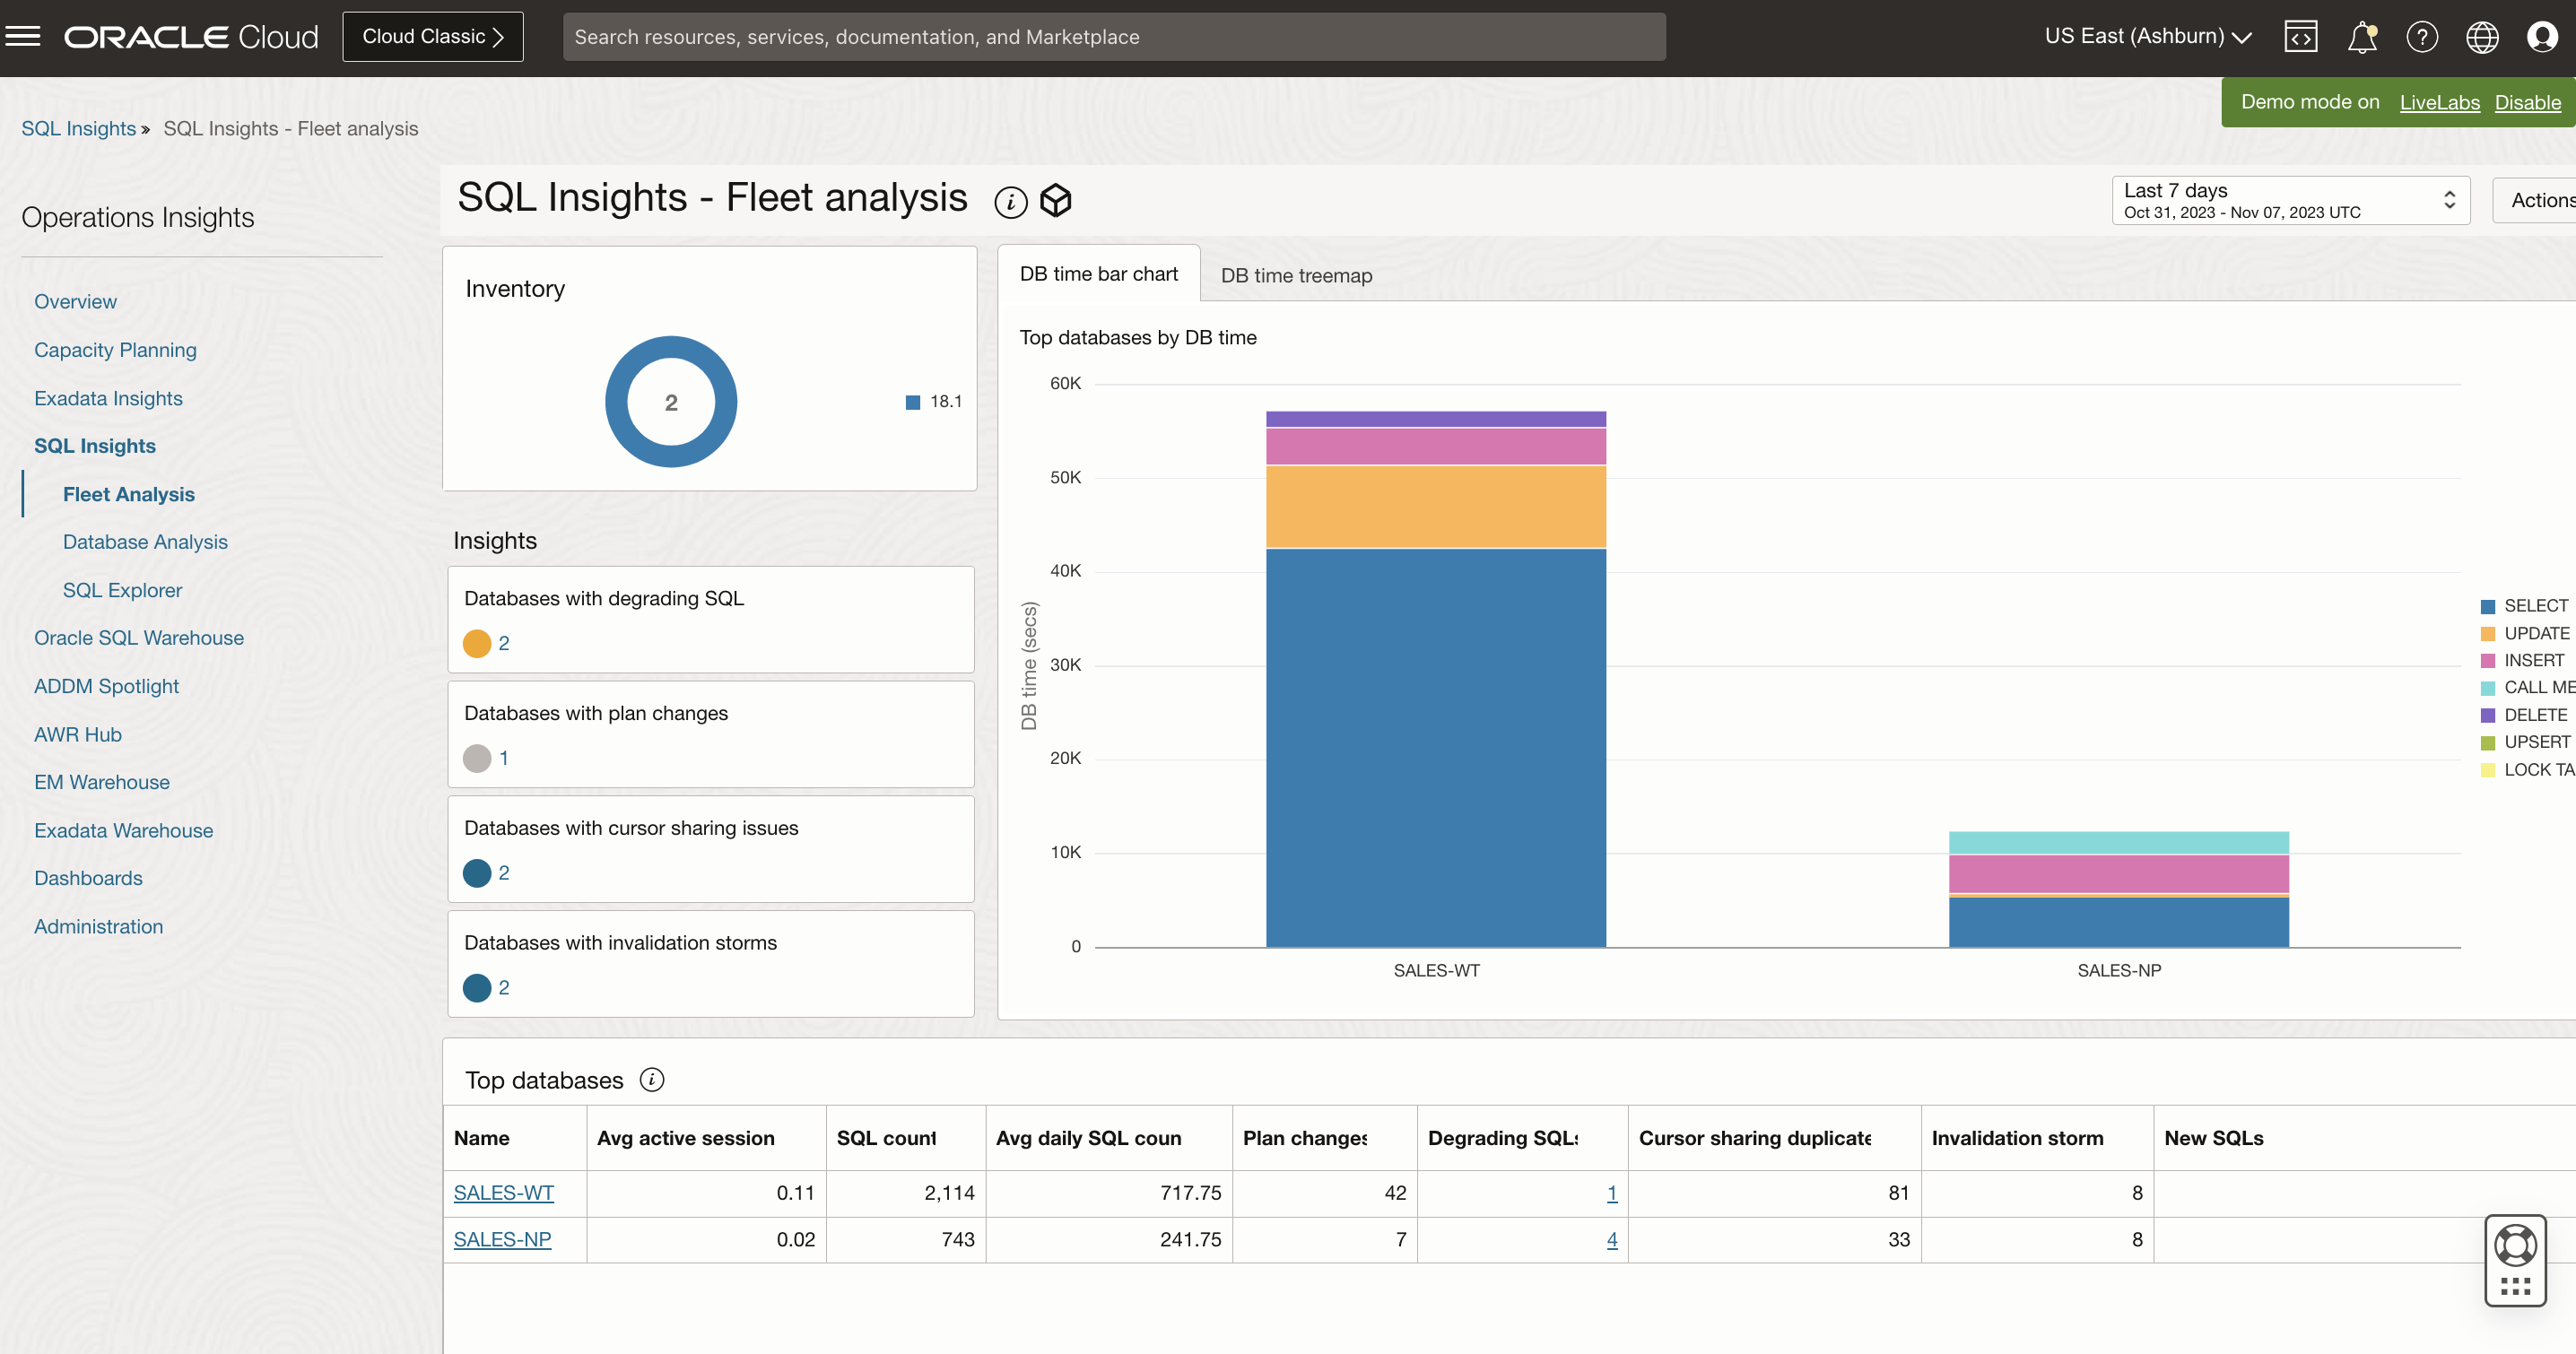 ORACLE Cloud
Cloud Classic
Search resources, services, documentation, and Marketplace
US East (Ashburn)
Demo mode on LiveLabs Disable
SQL Insights » SQL Insights - Fleet analysis
Operations Insights
Overview
Capacity Planning
Exadata Insights
SQL Insights
Fleet Analysis
Database Analysis
SQL Explorer
Oracle SQL Warehouse
ADDM Spotlight
AWR Hub
EM Warehouse
Exadata Warehouse
Dashboards
Administration
SQL Insights - Fleet analysis
Last 7 days
Oct 31, 2023 - Nov 07, 2023 UTC
Actions
Inventory
2
18.1
Insights
Databases with degrading SQL
2
Databases with plan changes
1
Databases with cursor sharing issues
2
Databases with invalidation storms
2
DB time bar chart
DB time treemap
Top databases by DB time
DB time (secs)
60K
50K
40K
30K
20K
10K
0
SALES-WT
SALES-NP
SELECT
UPDATE
INSERT
CALL ME
DELETE
UPSERT
LOCK TA
Top databases
Name Avg active session SQL count Avg daily SQL coun Plan changes Degrading SQLs Cursor sharing duplicate Invalidation storm New SQLs
SALES-WT 0.11 2,114 717.75 42 1 81 8
SALES-NP 0.02 743 241.75 7 4 33 8